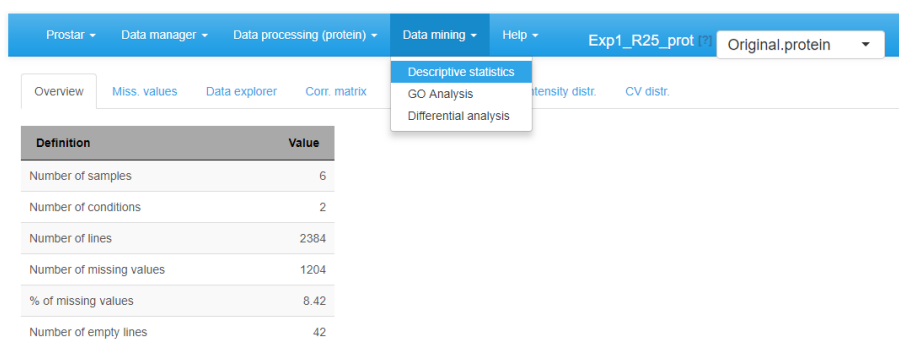 Prostar Data manager Data processing (protein) Data mining Help Exp1_R25_prot [?] Original.protein
Descriptive statistics
GO Analysis
Differential analysis
Overview Miss. values Data explorer Corr. matrix distr. CV distr.
Definition Value
Number of samples 6
Number of conditions 2
Number of lines 2384
Number of missing values 1204
% of missing values 8.42
Number of empty lines 42